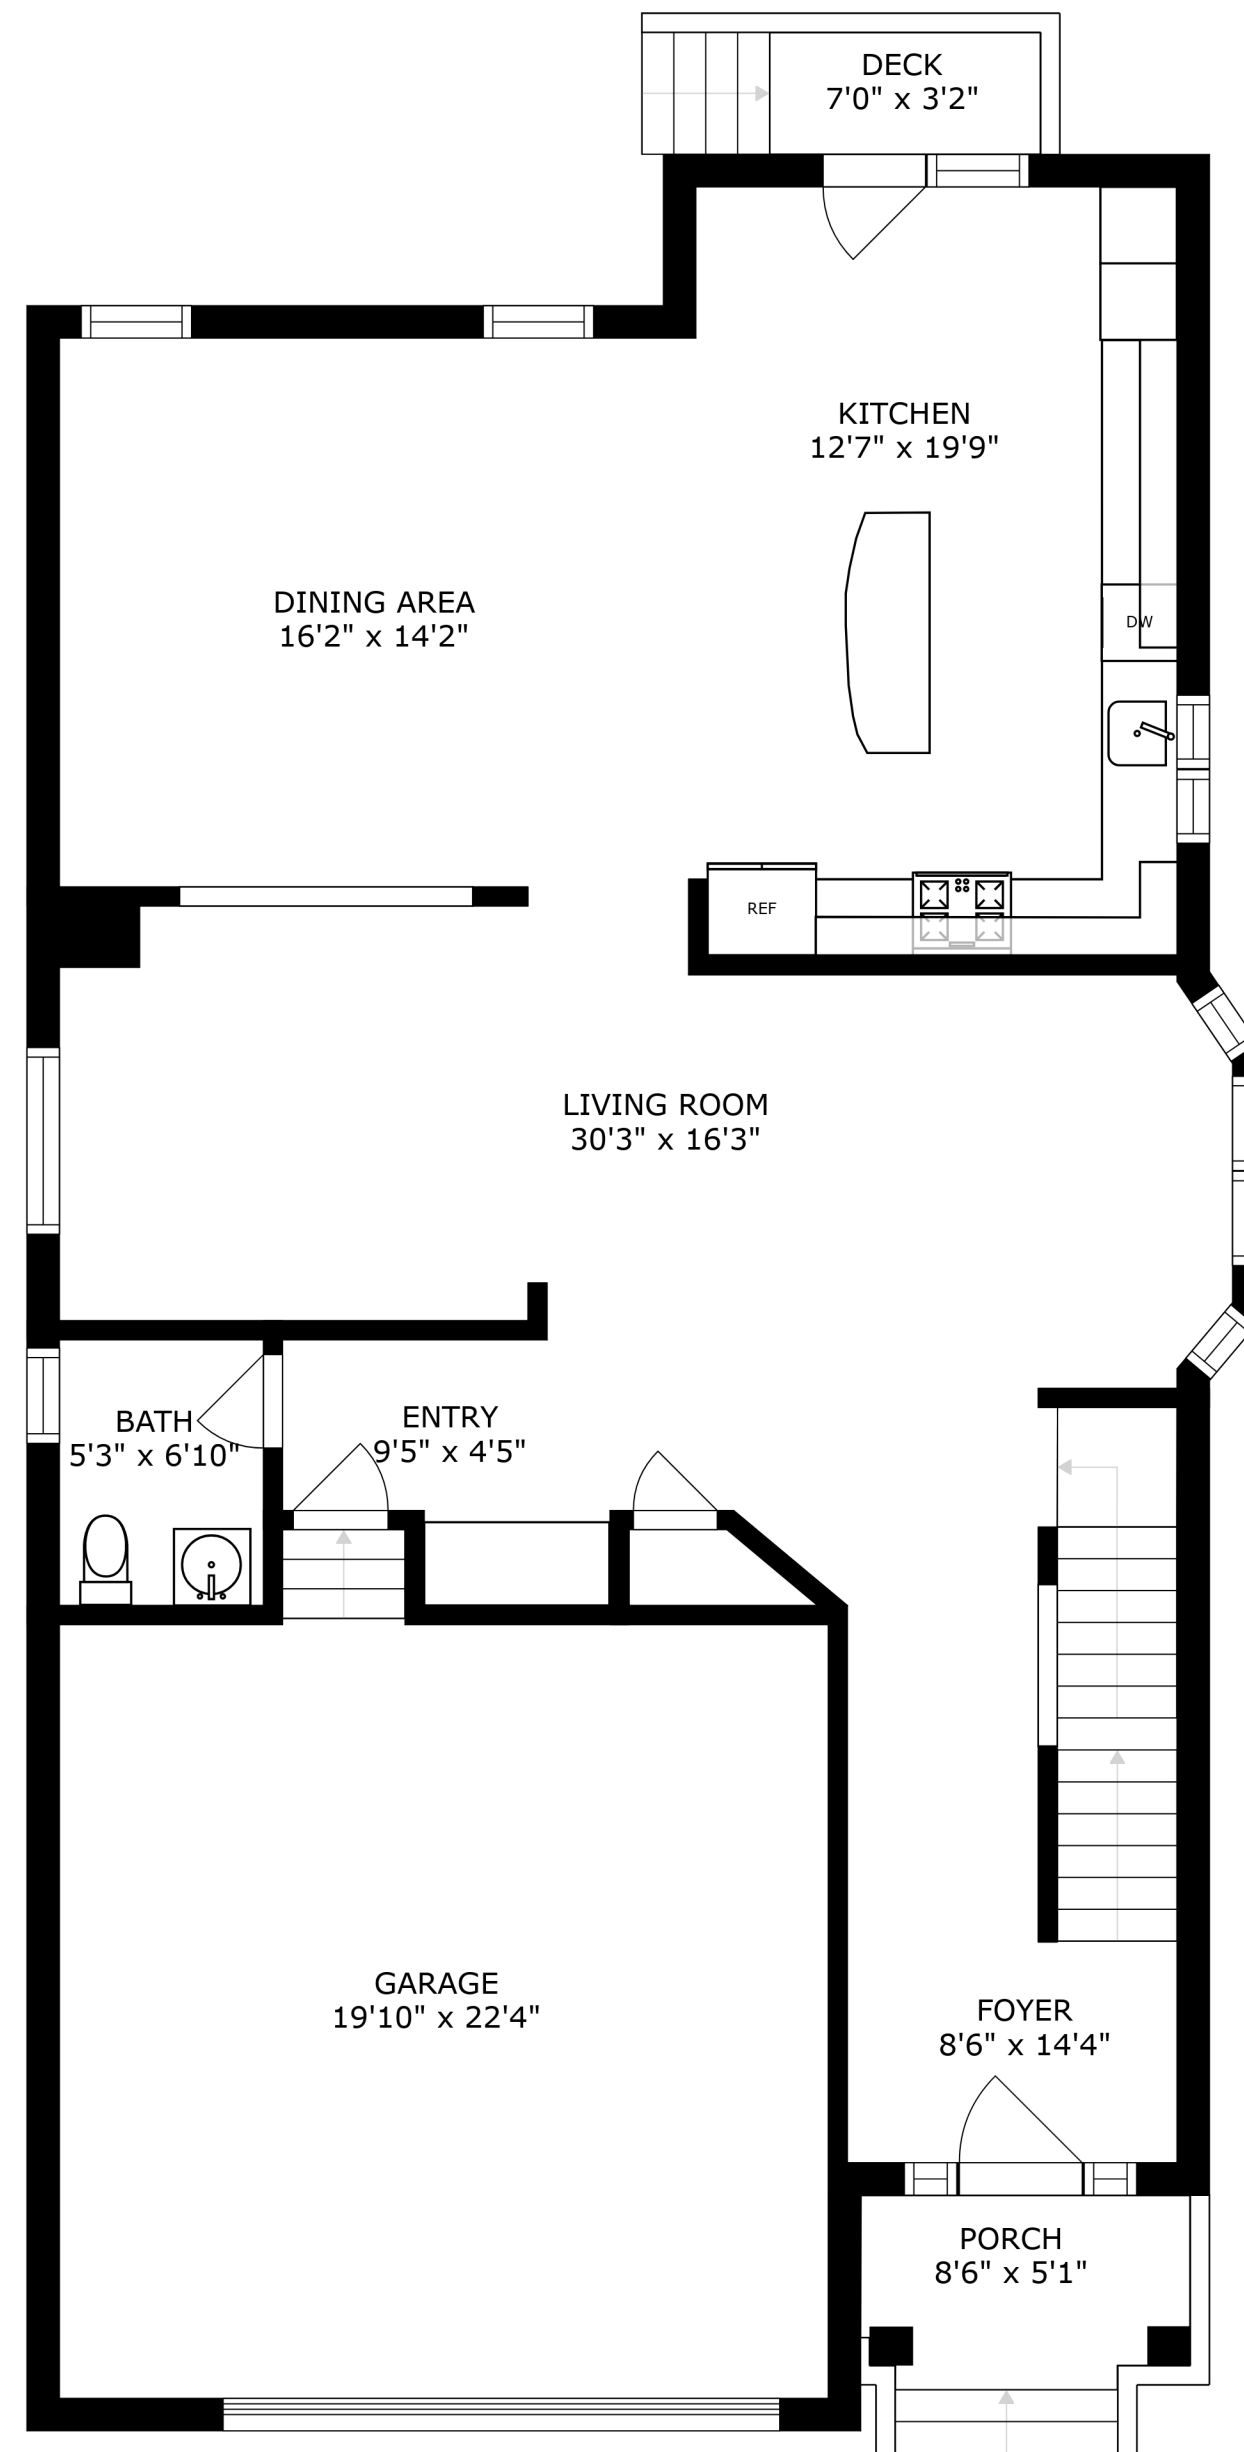 DECK
7'0" x 3'2"
KITCHEN
12'7" x 19'9"
DINING AREA
16'2" x 14'2"
DW
REF
LIVING ROOM
30'3" x 16'3"
BATH
5'3" x 6'10"
ENTRY
9'5" x 4'5"
GARAGE
19'10" x 22'4"
FOYER
8'6" x 14'4"
PORCH
8'6" x 5'1"